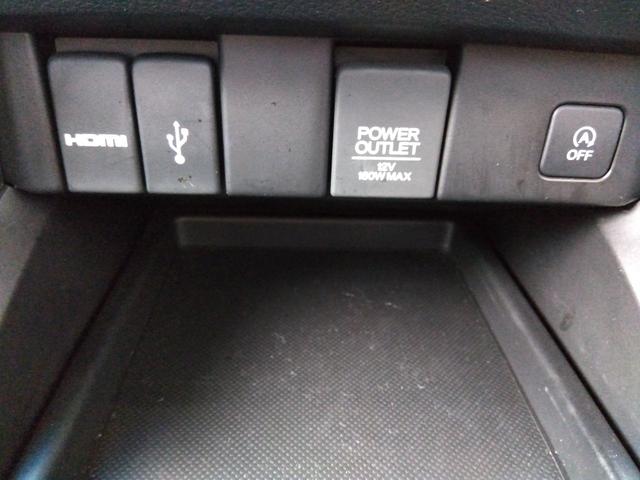 HDMI
POWER
OUTLET
12V
180W MAX
A
OFF